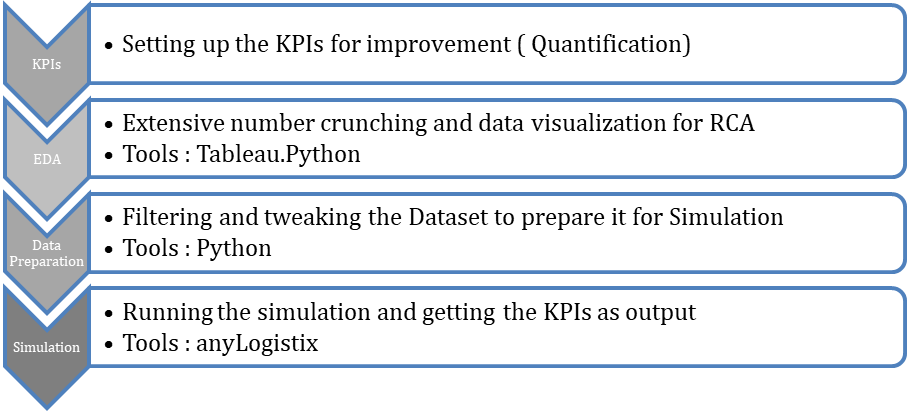 KPIs
• Setting up the KPIs for improvement ( Quantification)
EDA
• Extensive number crunching and data visualization for RCA
• Tools : Tableau.Python
Data
Preparation
• Filtering and tweaking the Dataset to prepare it for Simulation
• Tools : Python
Simulation
• Running the simulation and getting the KPIs as output
• Tools : anyLogistix